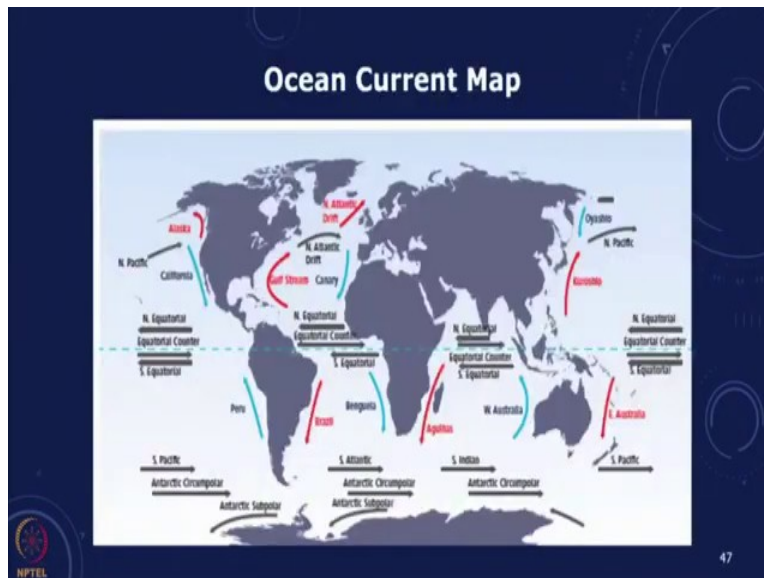 Ocean Current Map
N. Atlantic
Drift
Oyashio
Alaska
N. Pacific
N. Atlantic
Drift
N. Pacific
California
Gulf Stream
Canary
Kuroshio
N. Equatorial
N. Equatorial
N. Equatorial
N. Equatorial
Equatorial Counter
Equatorial Counter
Equatorial Counter
Equatorial Counter
S. Equatorial
S. Equatorial
S. Equatorial
S. Equatorial
Peru
Brazil
Benguela
Agulhas
W. Australia
E. Australia
S. Pacific
S. Atlantic
S. Indian
S. Pacific
Antarctic Circumpolar
Antarctic Circumpolar
Antarctic Circumpolar
Antarctic Subpolar
Antarctic Subpolar
NPTEL
47